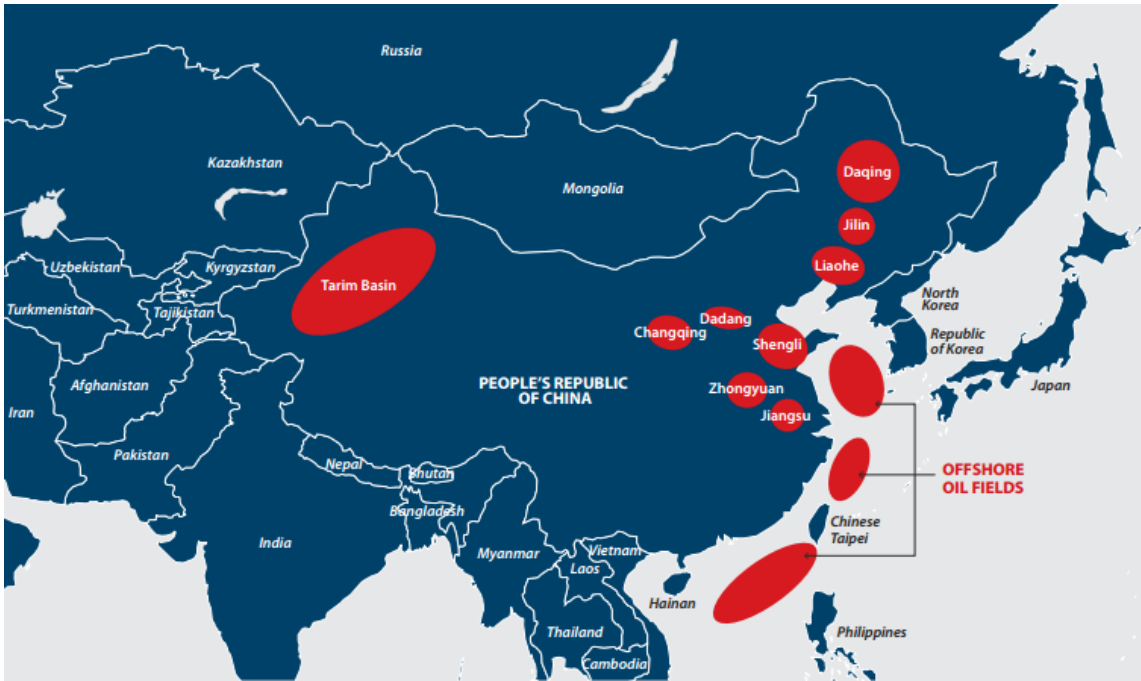 Russia
Kazakhstan
Mongolia
Daqing
Jilin
Liaohe
Uzbekistan
Kyrgyzstan
Tarim Basin
Turkmenistan
Tajikistan
North
Korea
Dadang
Changqing
Shengli
Republic
of Korea
Afghanistan
PEOPLE'S REPUBLIC
OF CHINA
Zhongyuan
Jiangsu
Japan
Iran
Pakistan
Nepal
Bhutan
OFFSHORE
OIL FIELDS
Bangladesh
Chinese
Taipei
India
Myanmar
Vietnam
Laos
Hainan
Thailand
Philippines
Cambodia